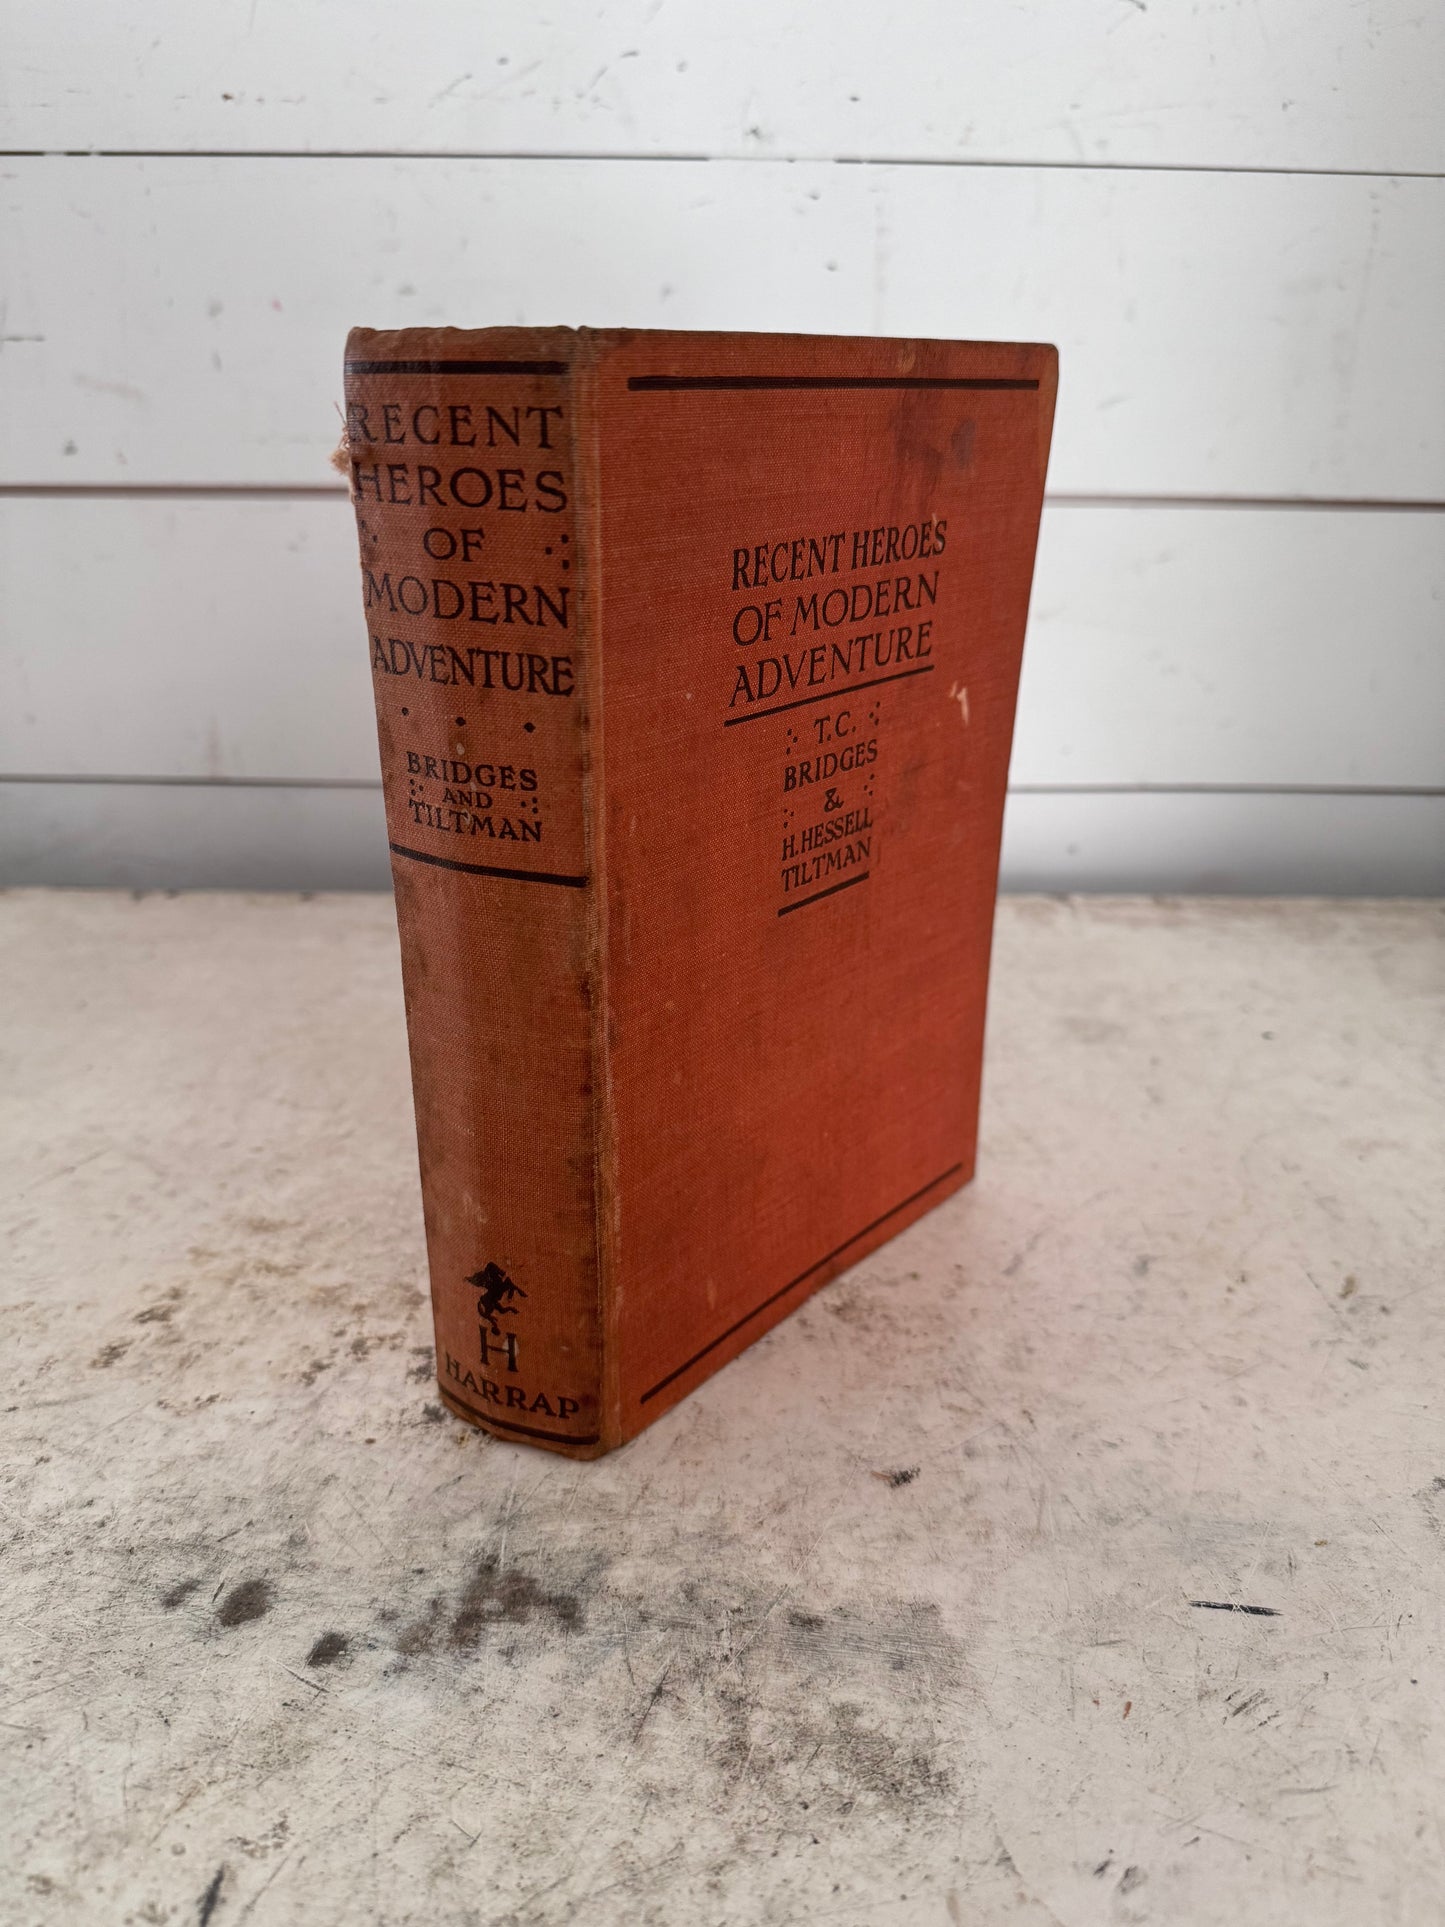 RECENT
HEROES
OF
MODERN
ADVENTURE
BRIDGES
AND
TILTMAN
H
HARRAP
RECENT HEROES
OF MODERN
ADVENTURE
T.C.
BRIDGES
&
H. HESSELL
TILTMAN